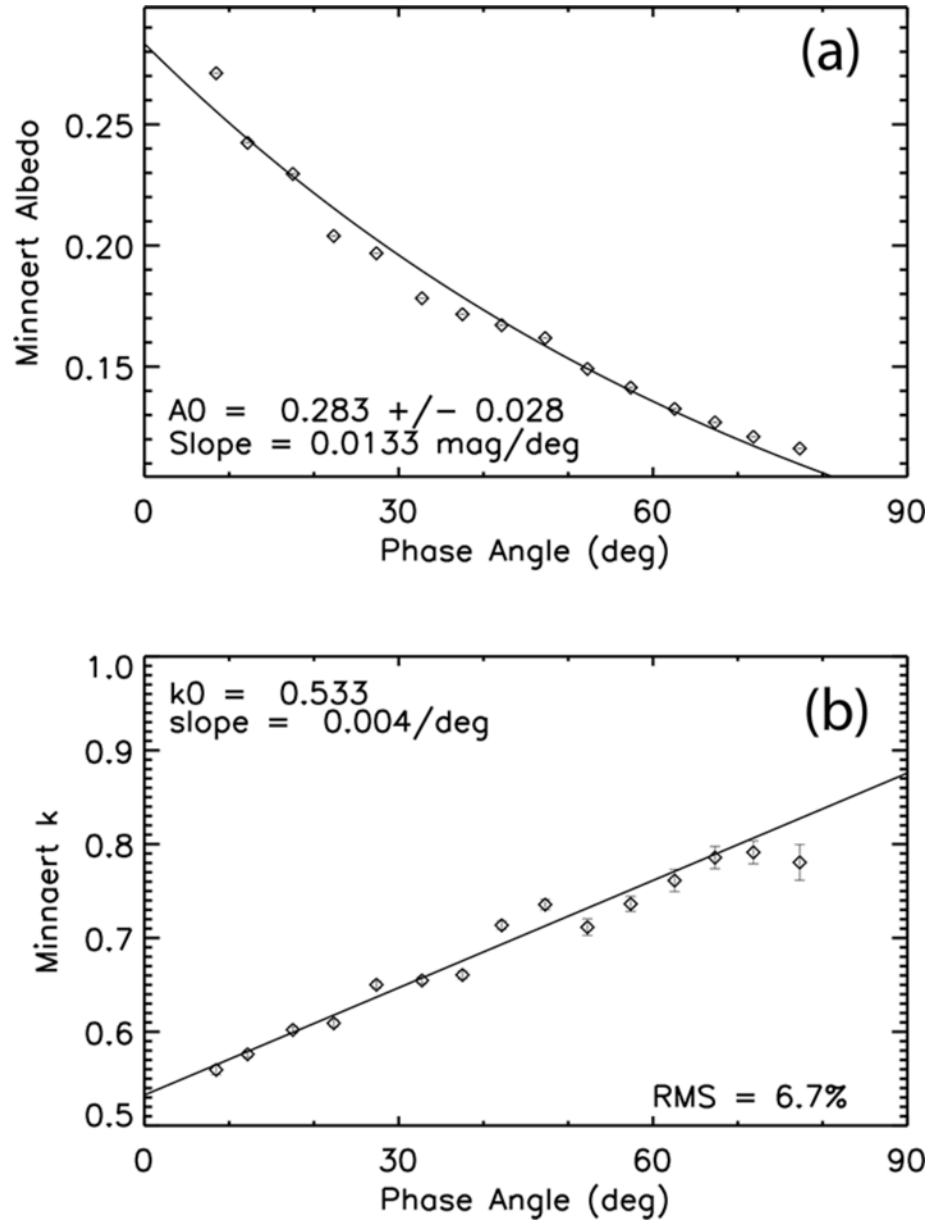 (a)
Minnaert Albedo
0.25
0.20
0.15
A0 = 0.283 +/- 0.028
Slope = 0.0133 mag/deg
0 30 60 90
Phase Angle (deg)
(b)
Minnaert k
1.0
0.9
0.8
0.7
0.6
0.5
k0 = 0.533
slope = 0.004/deg
RMS = 6.7%
0 30 60 90
Phase Angle (deg)